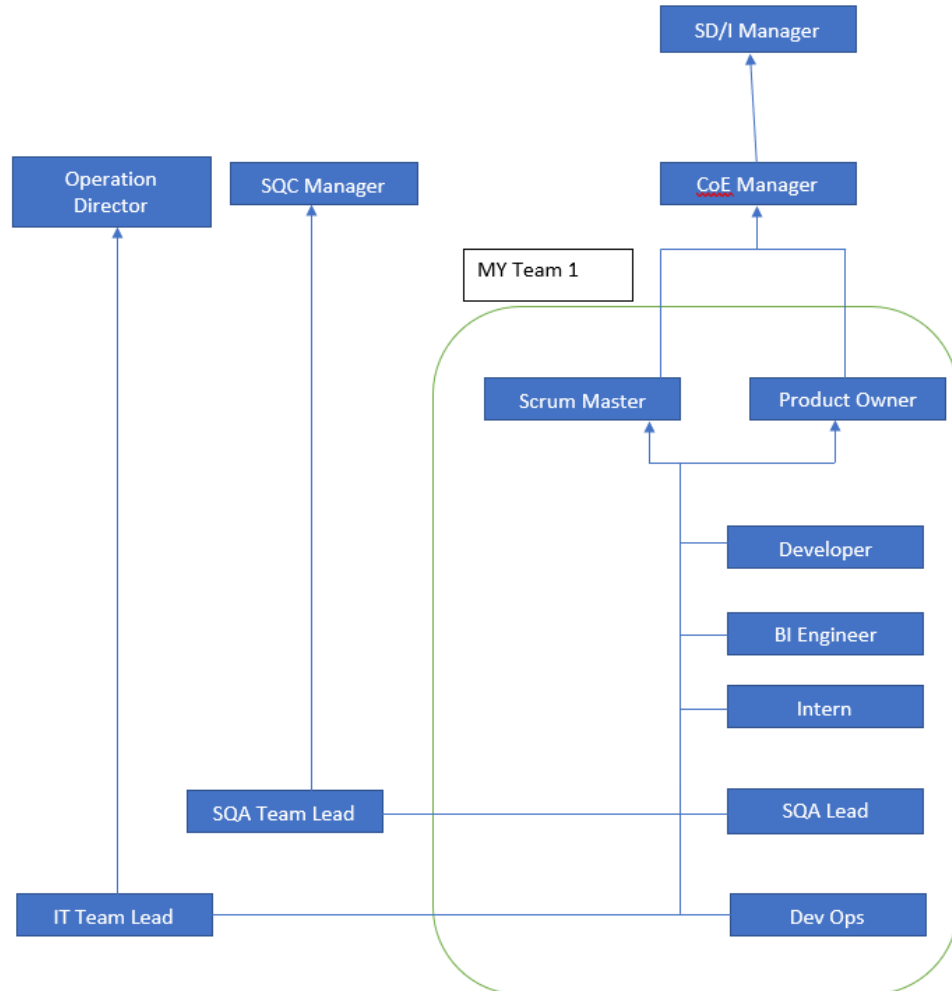 SD/I Manager
Operation
Director
SQC Manager
CoE Manager
MY Team 1
Scrum Master
Product Owner
Developer
BI Engineer
Intern
SQA Team Lead
SQA Lead
IT Team Lead
Dev Ops